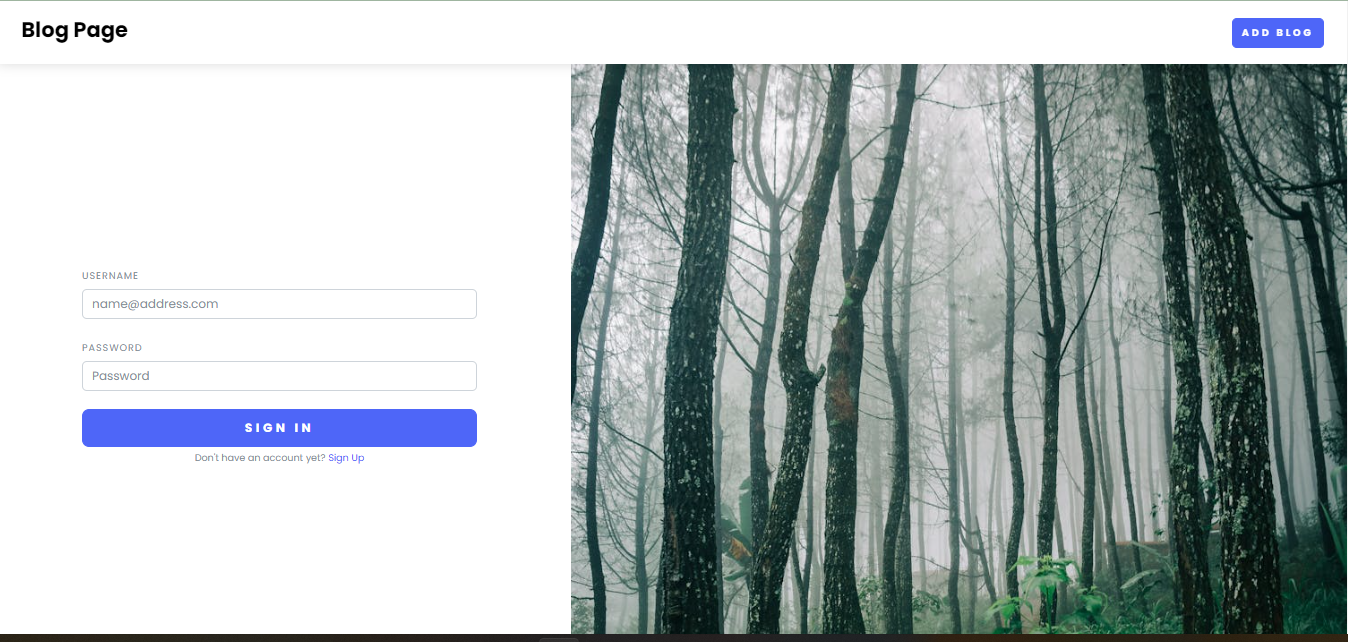 Blog Page
ADD BLOG
USERNAME
name@address.com
PASSWORD
Password
SIGN IN
Don't have an account yet? Sign Up